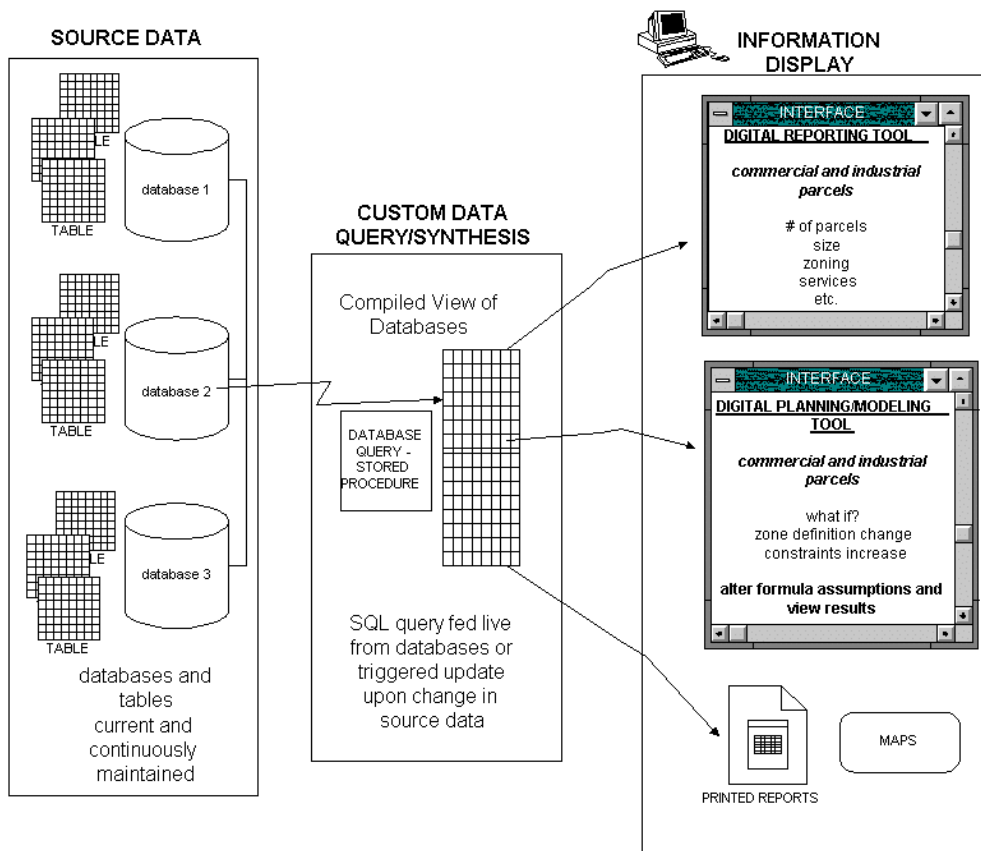 SOURCE DATA
LE
TABLE
database 1
LE
TABLE
database 2
LE
TABLE
database 3
databases and
tables
current and
continuously
maintained
CUSTOM DATA
QUERY/SYNTHESIS
Compiled View of
Databases
DATABASE
QUERY -
STORED
PROCEDURE
SQL query fed live
from databases or
triggered update
upon change in
source data
INFORMATION
DISPLAY
INTERFACE
DIGITAL REPORTING TOOL
commercial and industrial
parcels
# of parcels
size
zoning
services
etc.
INTERFACE
DIGITAL PLANNING/MODELING
TOOL
commercial and industrial
parcels
what if?
zone definition change
constraints increase
alter formula assumptions and
view results
PRINTED REPORTS
MAPS